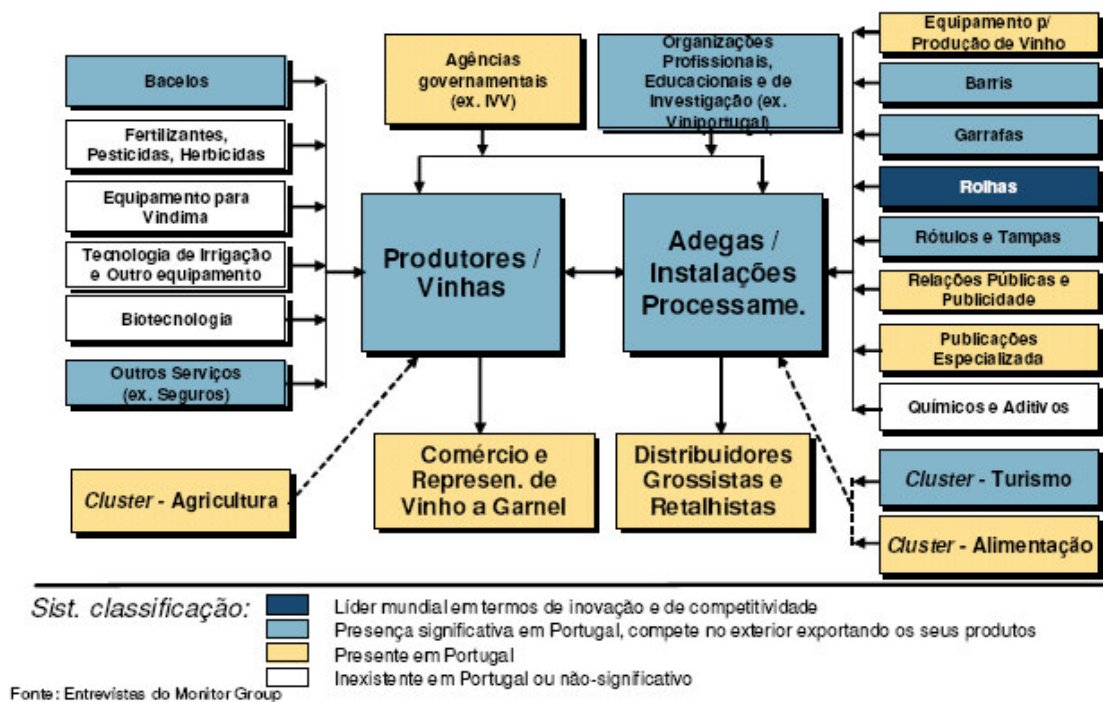 Bacelos
Fertilizantes,
Pesticidas, Herbicidas
Equipamento para
Vindima
Tecnologia de Irrigação
e Outro equipamento
Biotecnologia
Outros Serviços
(ex. Seguros)
Agências
governamentais
(ex. IVV)
Organizações
Profissionais,
Educacionais e de
Investigação (ex.
Viniportugal)
Equipamento p/
Produção de Vinho
Barris
Garrafas
Rolhas
Rótulos e Tampas
Relações Públicas e
Publicidade
Publicações
Especializada
Químicos e Aditivos
Produtores /
Vinhas
Adegas /
Instalações
Processame.
Cluster - Agricultura
Comércio e
Represen. de
Vinho a Garnel
Distribuidores
Grossistas e
Retalhistas
Cluster - Turismo
Cluster - Alimentação
Sist. classificação:
Líder mundial em termos de inovação e de competitividade
Presença significativa em Portugal, compete no exterior exportando os seus produtos
Presente em Portugal
Inexistente em Portugal ou não-significativo
Fonte: Entrevistas do Monitor Group